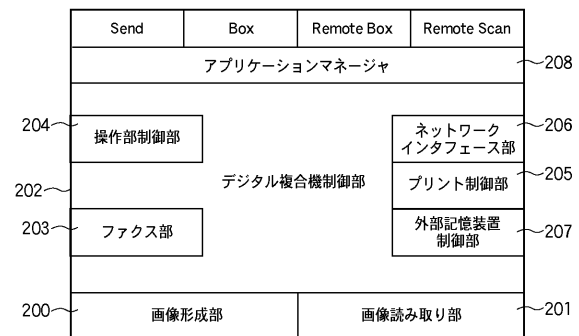 Send
Box
Remote Box
Remote Scan
アプリケーションマネージャ
208
204
操作部制御部
ネットワーク
インタフェース部
206
202
デジタル複合機制御部
プリント制御部
205
203
ファクス部
外部記憶装置
制御部
207
200
画像形成部
画像読み取り部
201